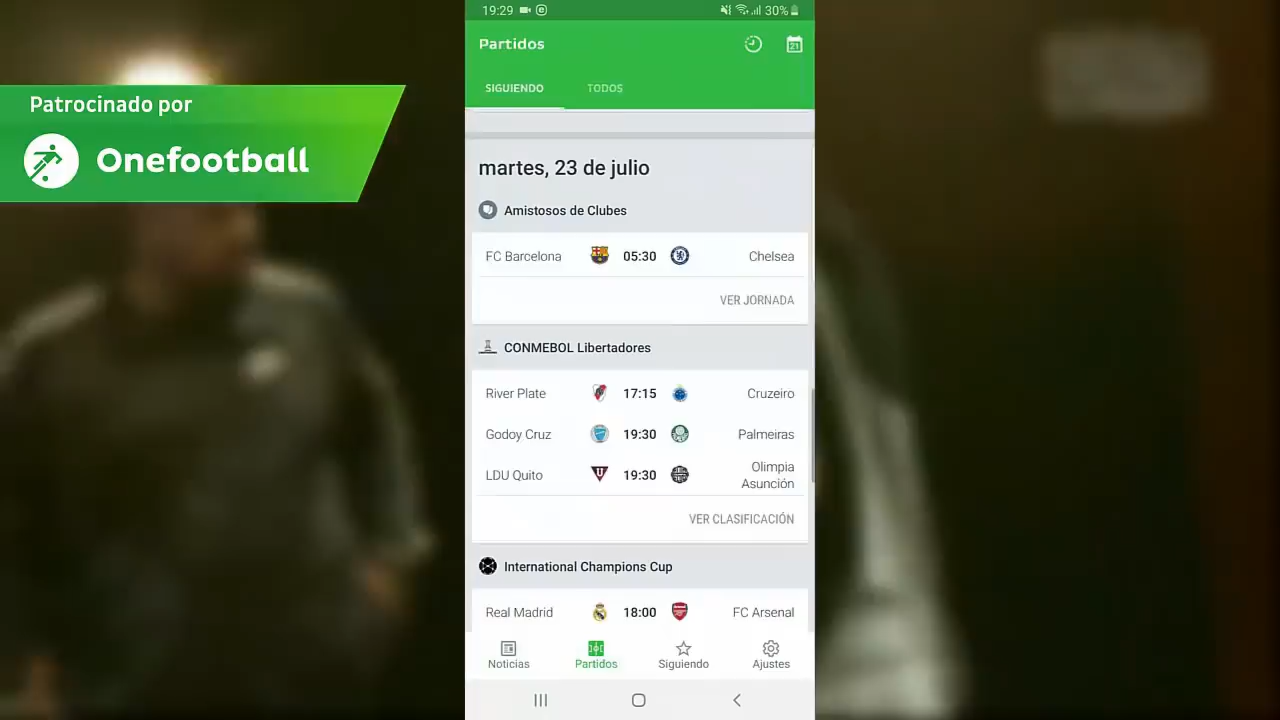 Patrocinado por
Onefootball
19:29
30%
Partidos
21
SIGUIENDO
TODOS
martes, 23 de julio
Amistosos de Clubes
FC Barcelona 05:30 Chelsea
VER JORNADA
CONMEBOL Libertadores
River Plate 17:15 Cruzeiro
Godoy Cruz 19:30 Palmeiras
LDU Quito 19:30 Olimpia
Asunción
VER CLASIFICACIÓN
International Champions Cup
Real Madrid 18:00 FC Arsenal
Noticias
Partidos
Siguiendo
Ajustes